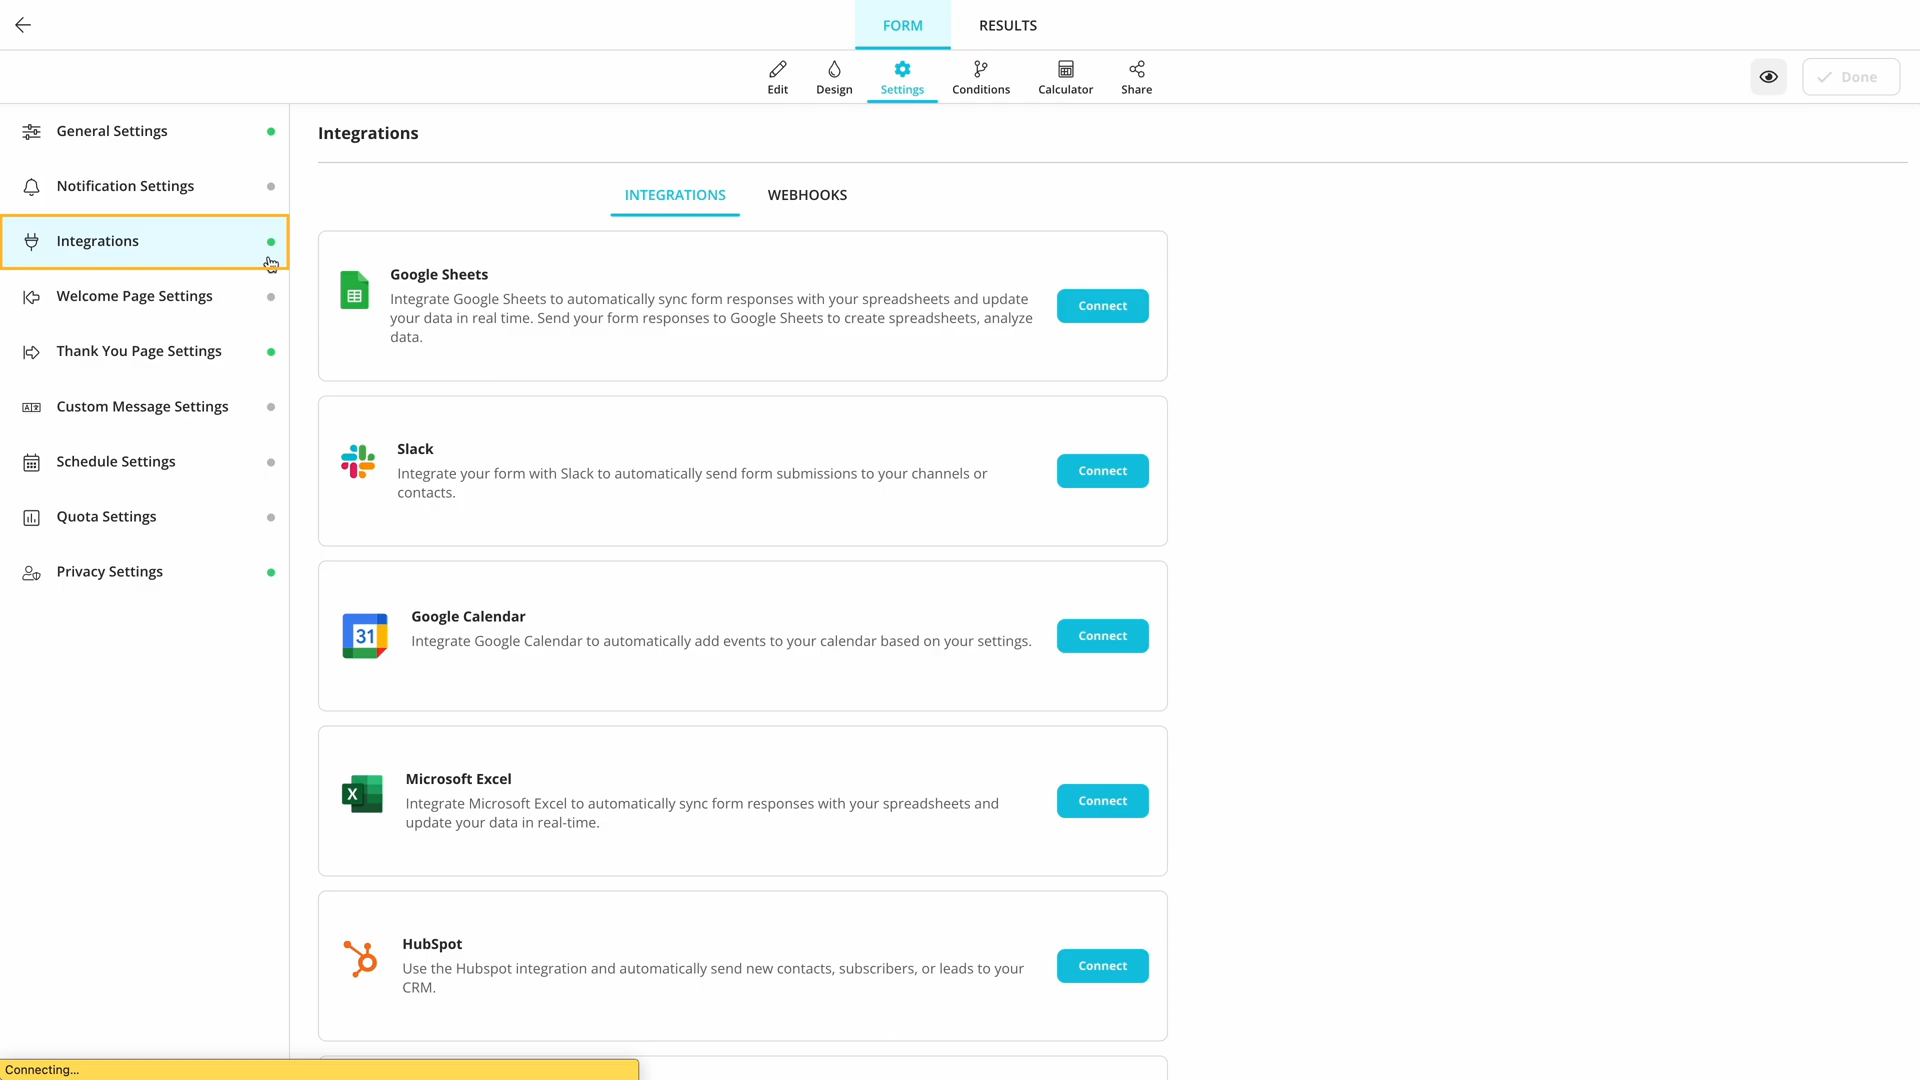 FORM
RESULTS
Edit
Design
Settings
Conditions
Calculator
Share
Done
General Settings
Notification Settings
Integrations
Welcome Page Settings
Thank You Page Settings
Custom Message Settings
Schedule Settings
Quota Settings
Privacy Settings
Integrations
INTEGRATIONS
WEBHOOKS
Google Sheets
Integrate Google Sheets to automatically sync form responses with your spreadsheets and update
your data in real time. Send your form responses to Google Sheets to create spreadsheets, analyze
data.
Connect
Slack
Integrate your form with Slack to automatically send form submissions to your channels or
contacts.
Connect
31
Google Calendar
Integrate Google Calendar to automatically add events to your calendar based on your settings.
Connect
X
Microsoft Excel
Integrate Microsoft Excel to automatically sync form responses with your spreadsheets and
update your data in real-time.
Connect
HubSpot
Use the Hubspot integration and automatically send new contacts, subscribers, or leads to your
CRM.
Connect
Connecting...